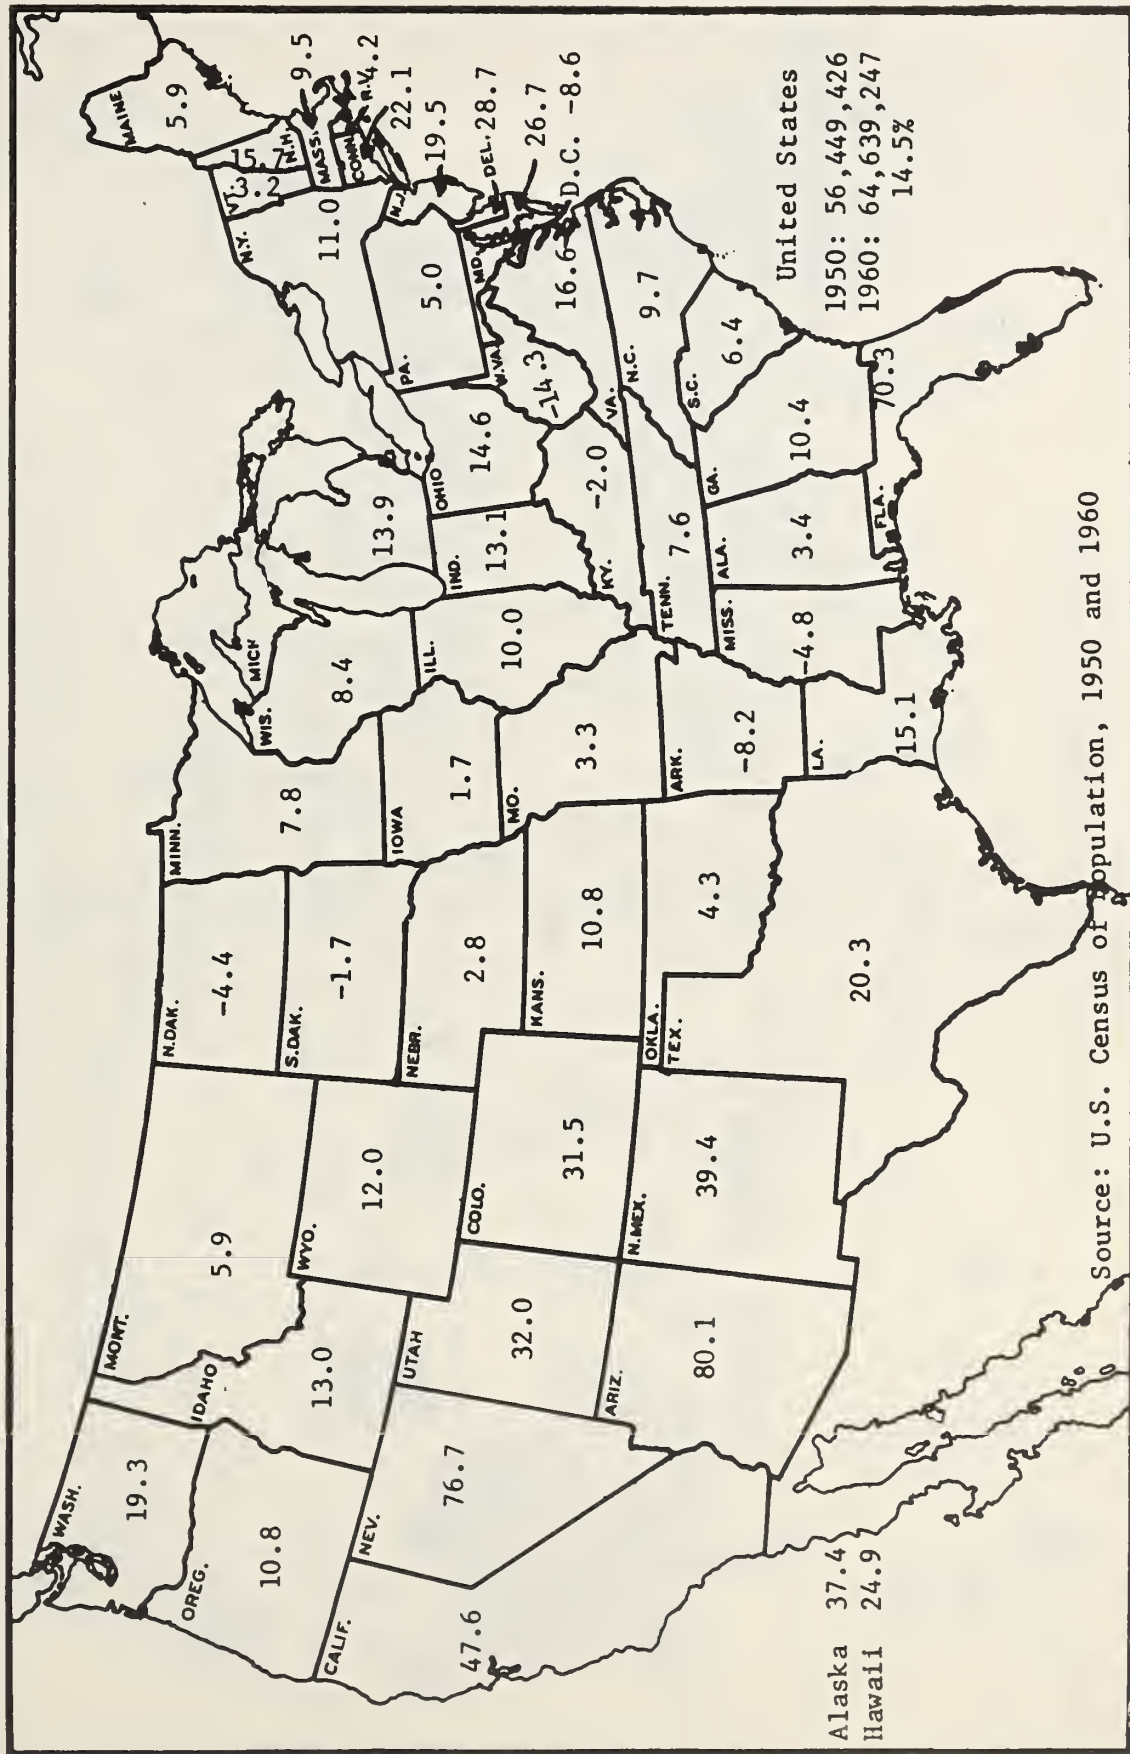 WASH.
19.3
OREG.
10.8
CALIF.
47.6
NEV.
76.7
IDAHO
13.0
MONT.
5.9
WYO.
12.0
UTAH
32.0
COLO.
31.5
ARIZ.
80.1
N.MEX.
39.4
N.DAK.
-4.4
S.DAK.
-1.7
NEBR.
2.8
KANS.
10.8
OKLA.
4.3
TEX.
20.3
MINN.
7.8
IOWA
1.7
MO.
3.3
ARK.
-8.2
LA.
15.1
WIS.
8.4
MICH
13.9
ILL.
10.0
IND.
13.1
OHIO
14.6
KY.
-2.0
TENN.
7.6
MISS.
-4.8
ALA.
3.4
GA.
10.4
FLA.
70.3
S.C.
6.4
N.C.
9.7
VA.
16.6
W.VA.
-14.3
PA.
5.0
N.Y.
11.0
VT.
3.2
N.H.
15.7
MAINE
5.9
MASS.
9.5
R.I.
4.2
CONN.
22.1
N.J.
19.5
DEL. 28.7
MD.
26.7
D.C. -8.6
Alaska 37.4
Hawaii 24.9
United States
1950: 56,449,426
1960: 64,639,247
14.5%
Source: U.S. Census of Population, 1950 and 1960